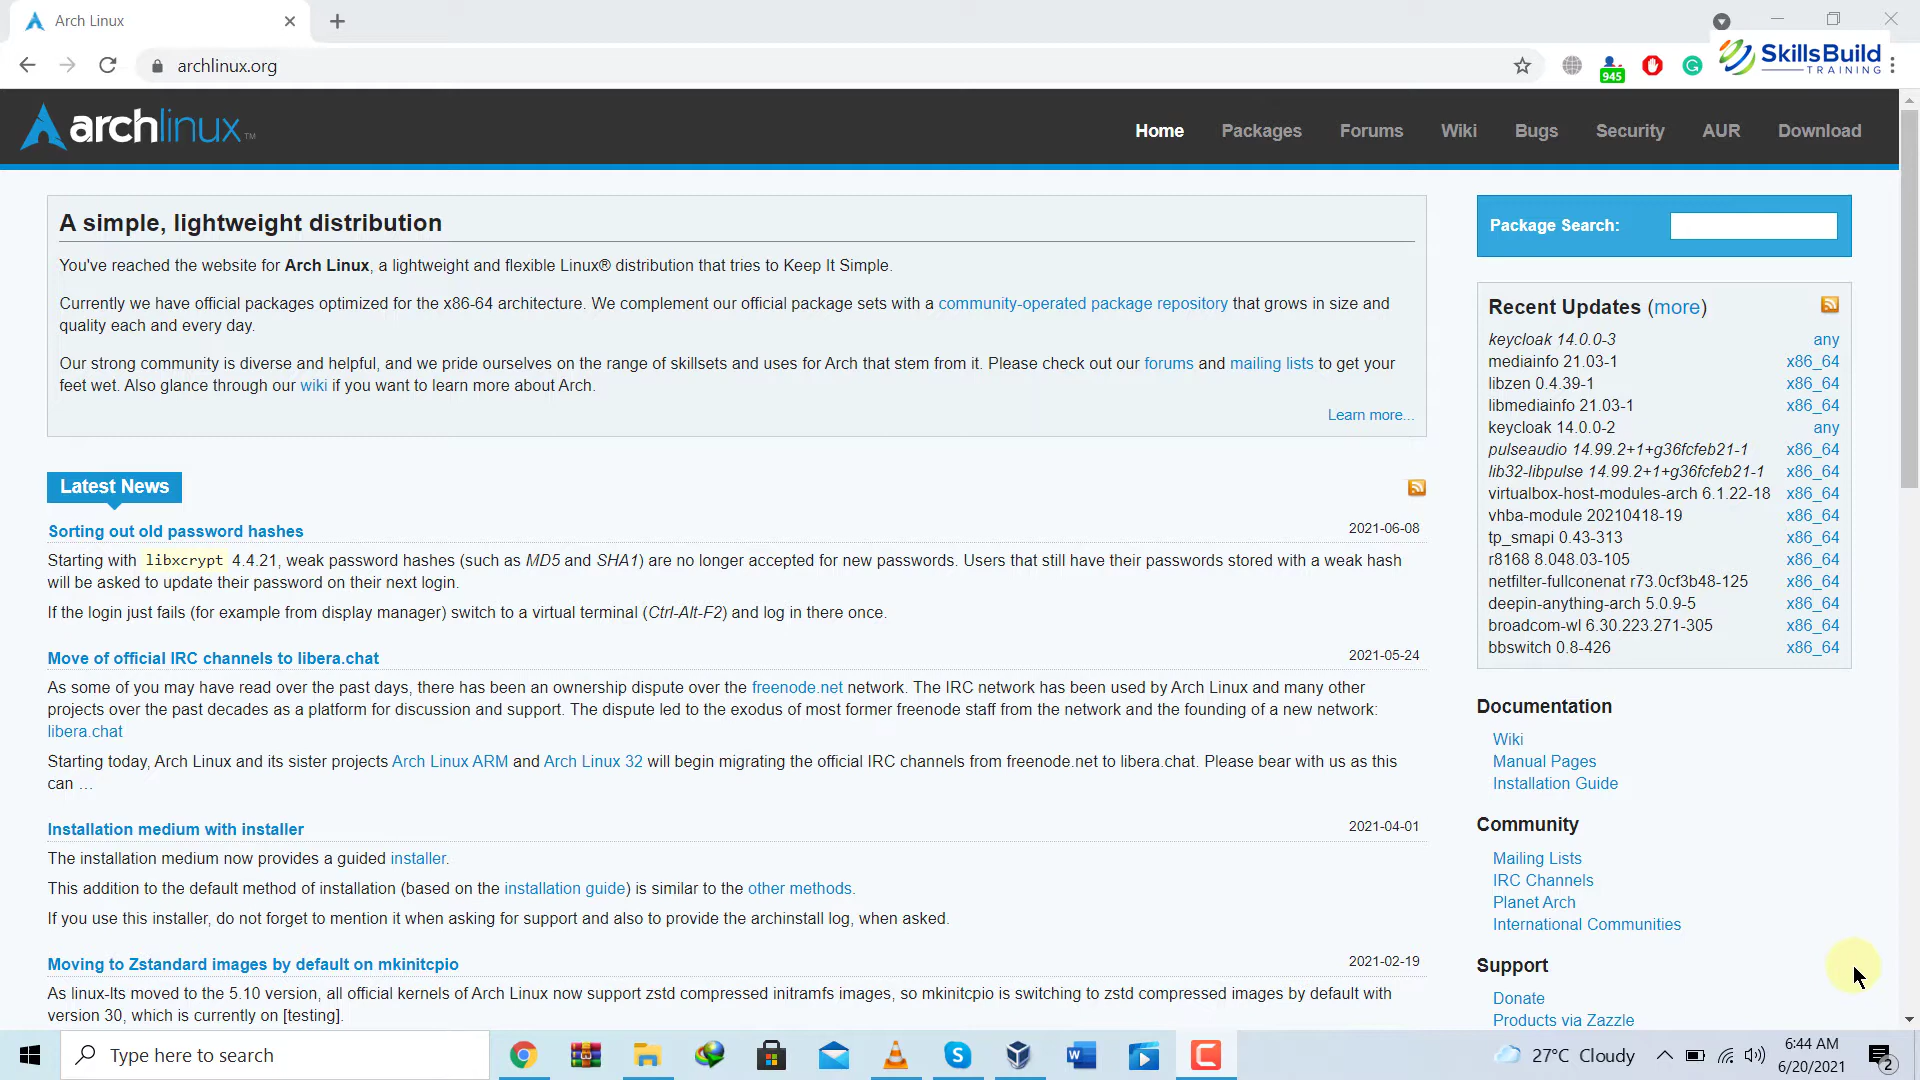 Arch Linux
archlinux.org
945
SkillsBuild
TRAINING
archlinux
TM
Home Packages Forums Wiki Bugs Security AUR Download
A simple, lightweight distribution
You've reached the website for Arch Linux, a lightweight and flexible Linux® distribution that tries to Keep It Simple.
Currently we have official packages optimized for the x86-64 architecture. We complement our official package sets with a community-operated package repository that grows in size and
quality each and every day.
Our strong community is diverse and helpful, and we pride ourselves on the range of skillsets and uses for Arch that stem from it. Please check out our forums and mailing lists to get your
feet wet. Also glance through our wiki if you want to learn more about Arch.
Learn more...
Latest News
Sorting out old password hashes 2021-06-08
Starting with libxcrypt 4.4.21, weak password hashes (such as MD5 and SHA1) are no longer accepted for new passwords. Users that still have their passwords stored with a weak hash
will be asked to update their password on their next login.
If the login just fails (for example from display manager) switch to a virtual terminal (Ctrl-Alt-F2) and log in there once.
Move of official IRC channels to libera.chat 2021-05-24
As some of you may have read over the past days, there has been an ownership dispute over the freenode.net network. The IRC network has been used by Arch Linux and many other
projects over the past decades as a platform for discussion and support. The dispute led to the exodus of most former freenode staff from the network and the founding of a new network:
libera.chat
Starting today, Arch Linux and its sister projects Arch Linux ARM and Arch Linux 32 will begin migrating the official IRC channels from freenode.net to libera.chat. Please bear with us as this
can …
Installation medium with installer 2021-04-01
The installation medium now provides a guided installer.
This addition to the default method of installation (based on the installation guide) is similar to the other methods.
If you use this installer, do not forget to mention it when asking for support and also to provide the archinstall log, when asked.
Moving to Zstandard images by default on mkinitcpio 2021-02-19
As linux-lts moved to the 5.10 version, all official kernels of Arch Linux now support zstd compressed initramfs images, so mkinitcpio is switching to zstd compressed images by default with
version 30, which is currently on [testing].
Package Search:
Recent Updates (more)
keycloak 14.0.0-3 any
mediainfo 21.03-1 x86_64
libzen 0.4.39-1 x86_64
libmediainfo 21.03-1 x86_64
keycloak 14.0.0-2 any
pulseaudio 14.99.2+1+g36fcfeb21-1 x86_64
lib32-libpulse 14.99.2+1+g36fcfeb21-1 x86_64
virtualbox-host-modules-arch 6.1.22-18 x86_64
vhba-module 20210418-19 x86_64
tp_smapi 0.43-313 x86_64
r8168 8.048.03-105 x86_64
netfilter-fullconenat r73.0cf3b48-125 x86_64
deepin-anything-arch 5.0.9-5 x86_64
broadcom-wl 6.30.223.271-305 x86_64
bbswitch 0.8-426 x86_64
Documentation
Wiki
Manual Pages
Installation Guide
Community
Mailing Lists
IRC Channels
Planet Arch
International Communities
Support
Donate
Products via Zazzle
Type here to search
27°C Cloudy
6:44 AM
6/20/2021
2